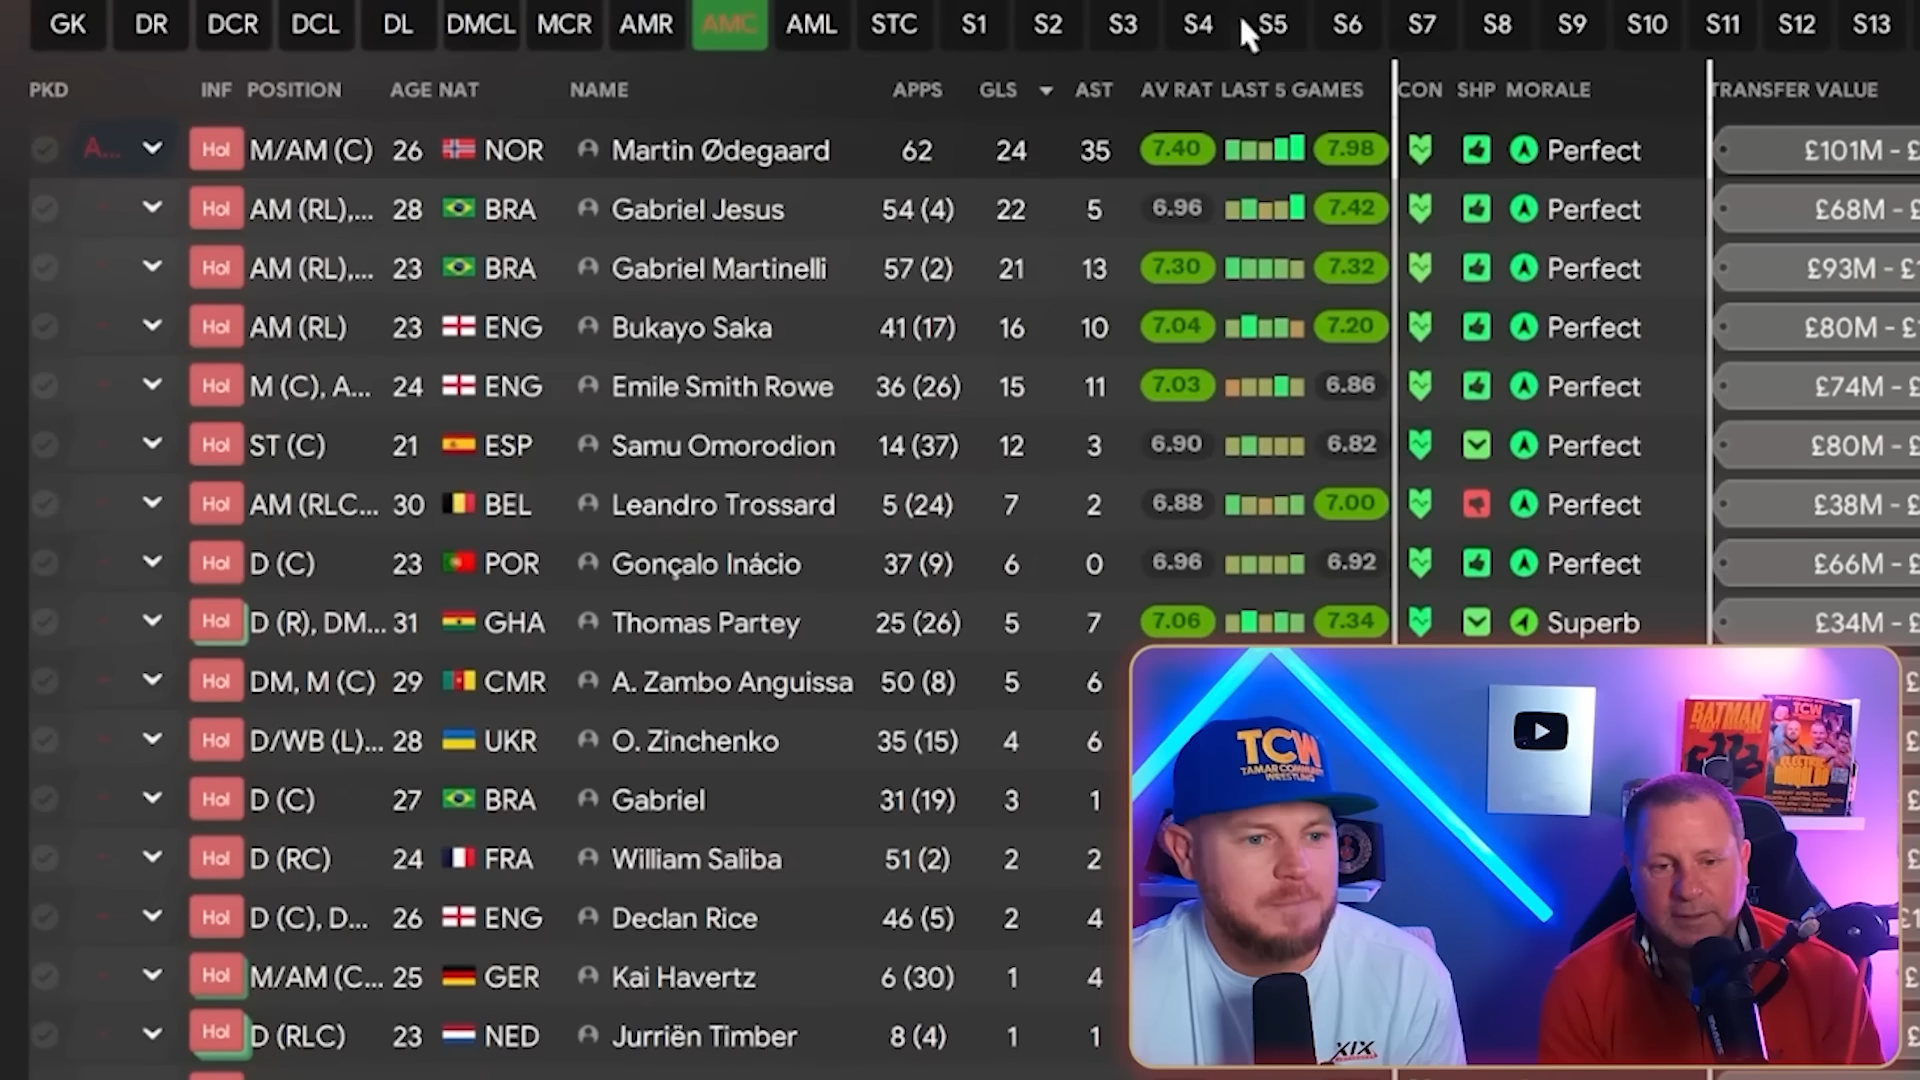 GK DR DCR DCL DL DMCL MCR AMR AMC AML STC S1 S2 S3 S4 S5 S6 S7 S8 S9 S10 S11 S12 S13
PKD INF POSITION AGE NAT NAME APPS GLS AST AV RAT LAST 5 GAMES CON SHP MORALE TRANSFER VALUE
A... Hol M/AM (C) 26 NOR Martin Ødegaard 62 24 35 7.40 7.98 Perfect £101M - £
Hol AM (RL),... 28 BRA Gabriel Jesus 54 (4) 22 5 6.96 7.42 Perfect £68M - £
Hol AM (RL),... 23 BRA Gabriel Martinelli 57 (2) 21 13 7.30 7.32 Perfect £93M - £1
Hol AM (RL) 23 ENG Bukayo Saka 41 (17) 16 10 7.04 7.20 Perfect £80M - £1
Hol M (C), A... 24 ENG Emile Smith Rowe 36 (26) 15 11 7.03 6.86 Perfect £74M - £
Hol ST (C) 21 ESP Samu Omorodion 14 (37) 12 3 6.90 6.82 Perfect £80M - £
Hol AM (RLC... 30 BEL Leandro Trossard 5 (24) 7 2 6.88 7.00 Perfect £38M - £
Hol D (C) 23 POR Gonçalo Inácio 37 (9) 6 0 6.96 6.92 Perfect £66M - £
Hol D (R), DM... 31 GHA Thomas Partey 25 (26) 5 7 7.06 7.34 Superb £34M - £
Hol DM, M (C) 29 CMR A. Zambo Anguissa 50 (8) 5 6 £
Hol D/WB (L)... 28 UKR O. Zinchenko 35 (15) 4 6 £
Hol D (C) 27 BRA Gabriel 31 (19) 3 1 £
Hol D (RC) 24 FRA William Saliba 51 (2) 2 2 £
Hol D (C), D... 26 ENG Declan Rice 46 (5) 2 4 £1
Hol M/AM (C... 25 GER Kai Havertz 6 (30) 1 4 £
Hol D (RLC) 23 NED Jurriën Timber 8 (4) 1 1 £
TCW
TAMAR COMMUNITY
WRESTLING
BATMAN
TCW
XIX